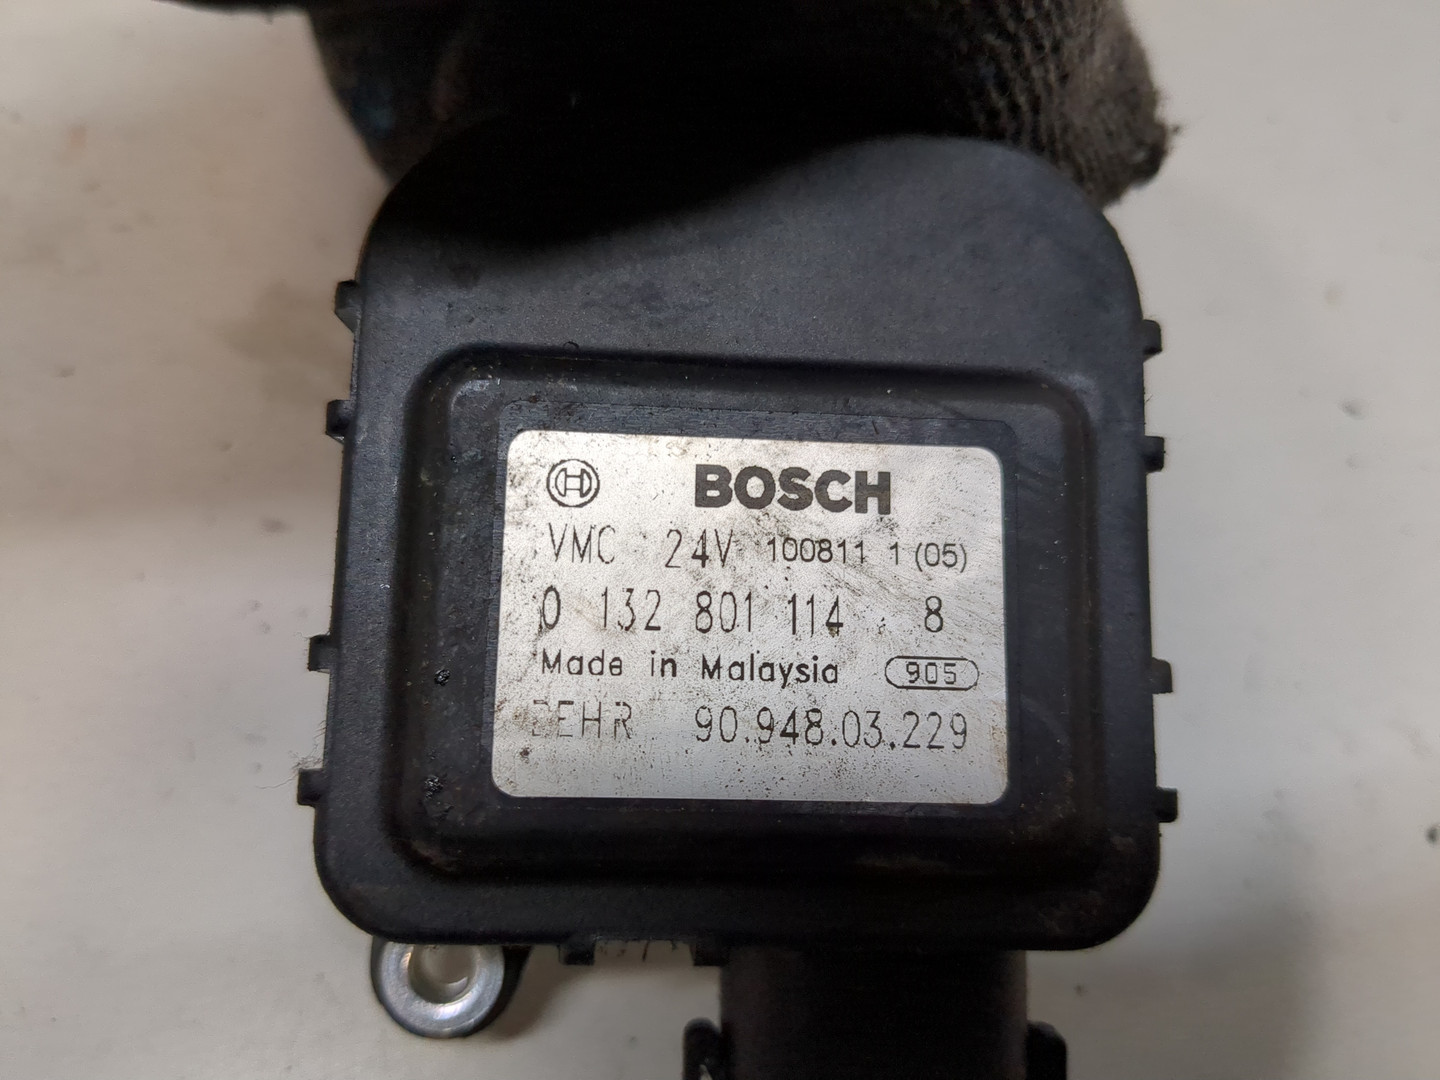 BOSCH
VMC 24V 100811 1 (05)
0 132 801 114 8
Made in Malaysia 905
BEHR 90.948.03.229